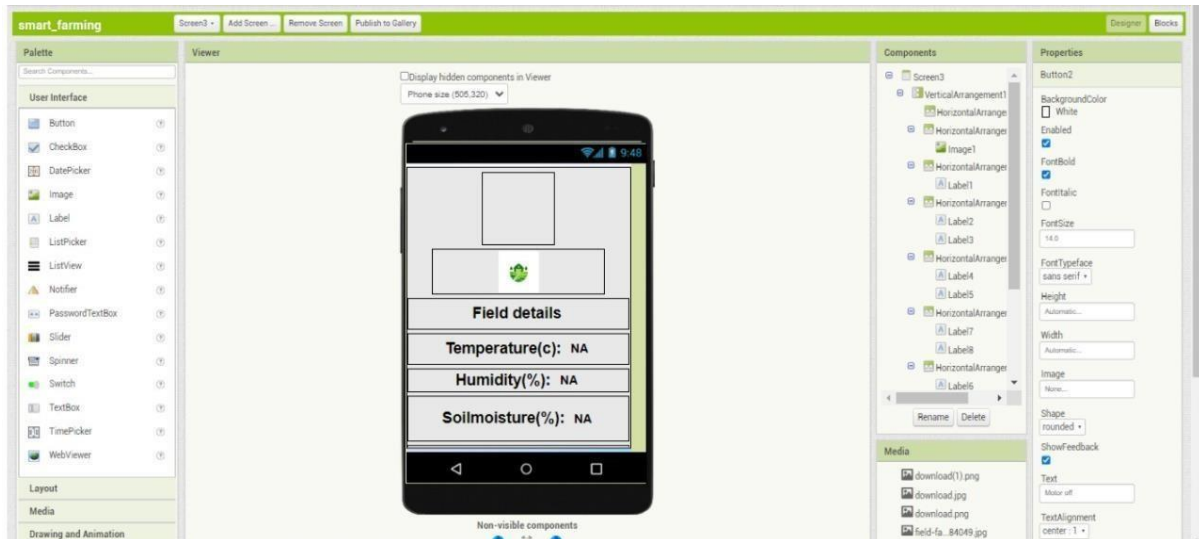 smart_farming
Screen3
Add Screen ...
Remove Screen
Publish to Gallery
Designer
Blocks
Palette
Search Components...
User Interface
Button
CheckBox
DatePicker
Image
Label
ListPicker
ListView
Notifier
PasswordTextBox
Slider
Spinner
Switch
TextBox
TimePicker
WebViewer
Layout
Media
Drawing and Animation
Viewer
Display hidden components in Viewer
Phone size (505,320)
9:48
Field details
Temperature(c): NA
Humidity(%): NA
Soilmoisture(%): NA
Non-visible components
Components
Screen3
VerticalArrangement1
HorizontalArrange
HorizontalArranger
Image1
HorizontalArranger
Label1
HorizontalArranger
Label2
Label3
HorizontalArranger
Label4
Label5
HorizontalArranger
Label7
Label8
HorizontalArranger
Label6
Rename
Delete
Media
download(1).png
download.jpg
download.png
field-fa...84049.jpg
Properties
Button2
BackgroundColor
White
Enabled
FontBold
FontItalic
FontSize
14.0
FontTypeface
sans serif
Height
Automatic...
Width
Automatic...
Image
None...
Shape
rounded
ShowFeedback
Text
Motor off
TextAlignment
center : 1